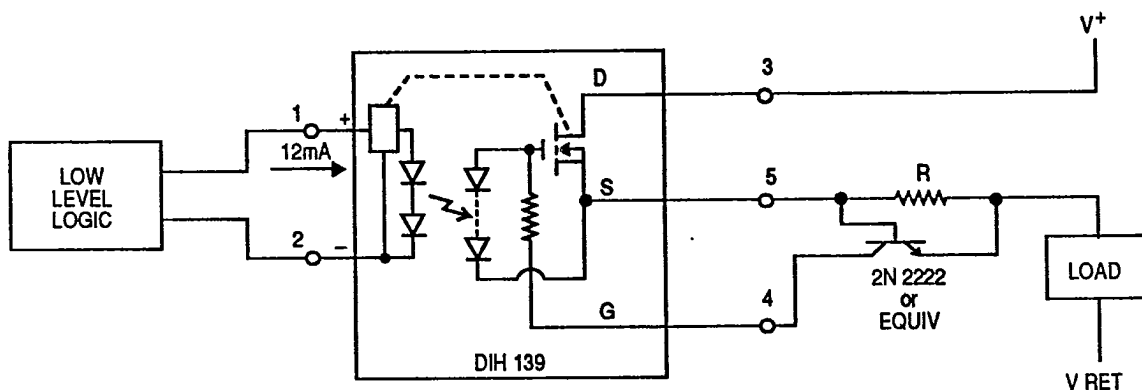 V+
D
3
1
+
12mA
LOW
LEVEL
LOGIC
S
5
R
2
−
G
4
2N 2222
or
EQUIV
LOAD
DIH 139
V RET